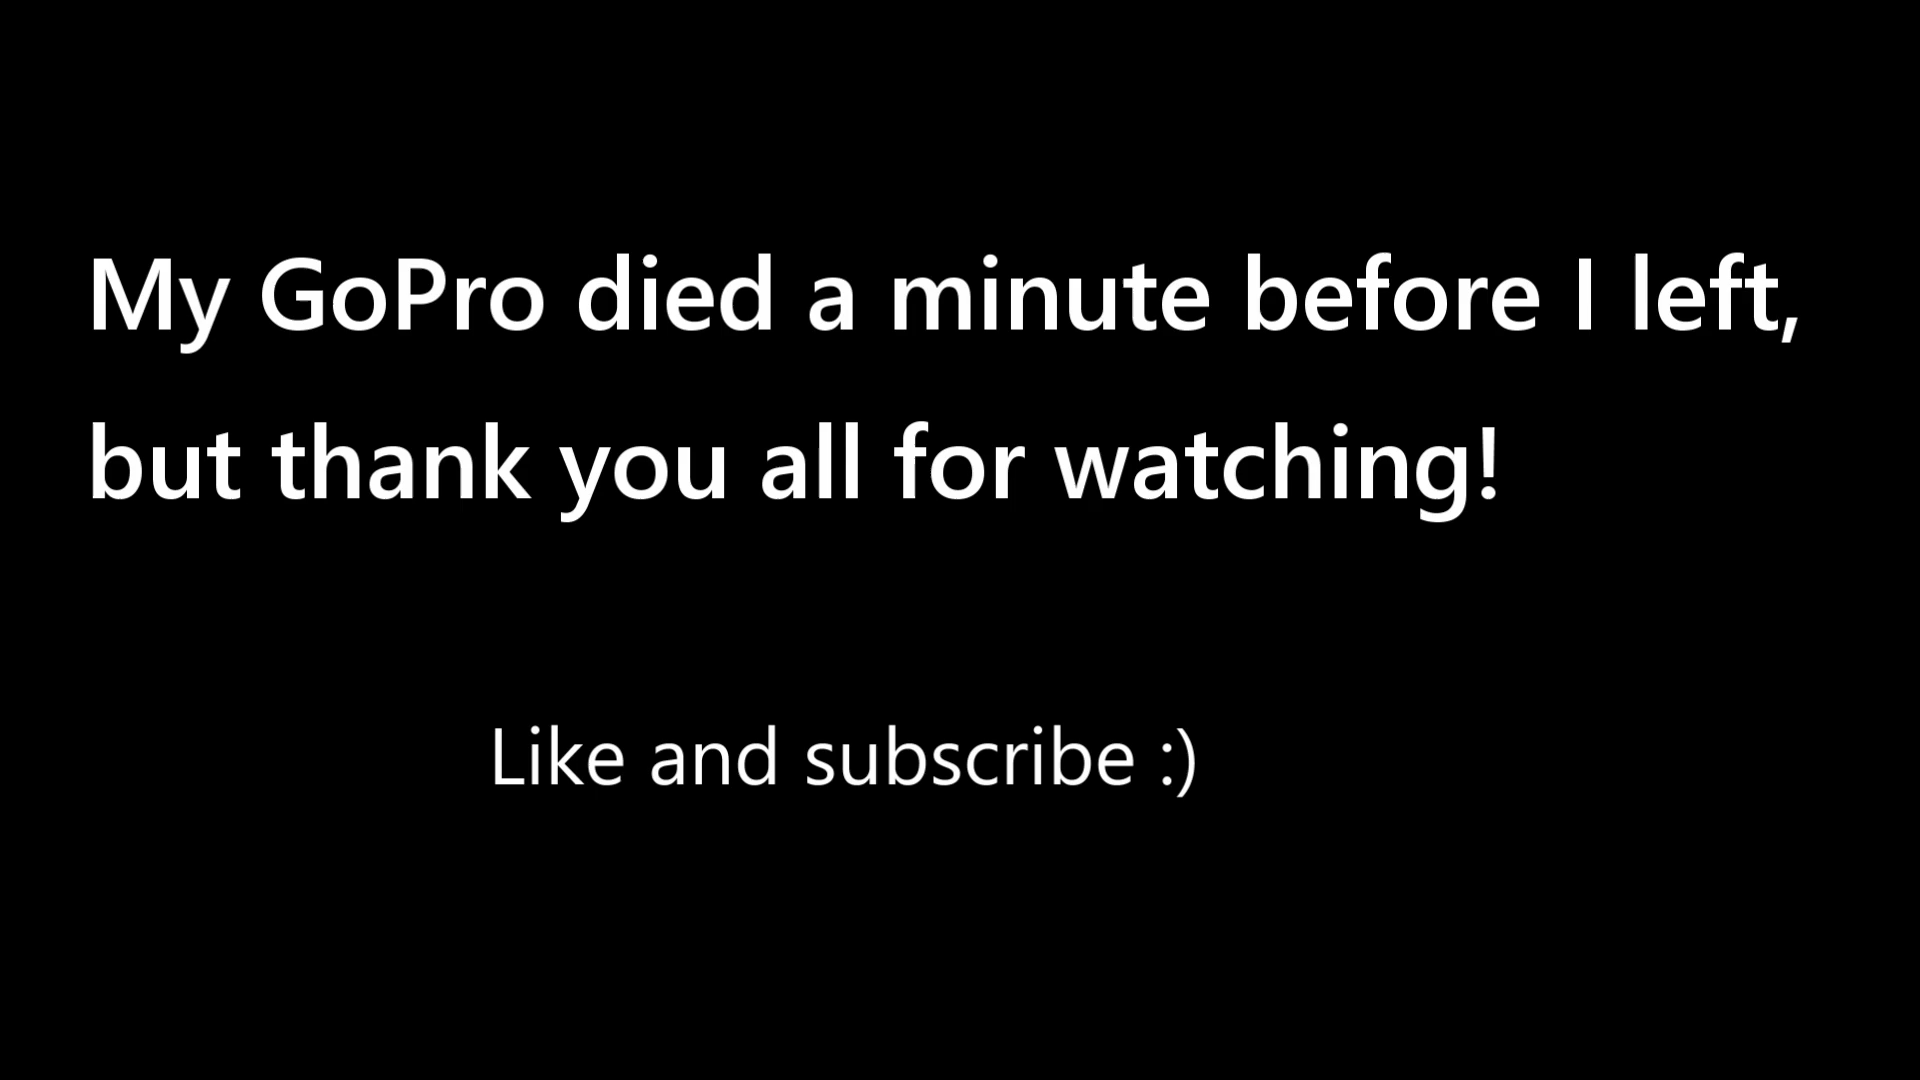 My GoPro died a minute before I left,
but thank you all for watching!
Like and subscribe :)